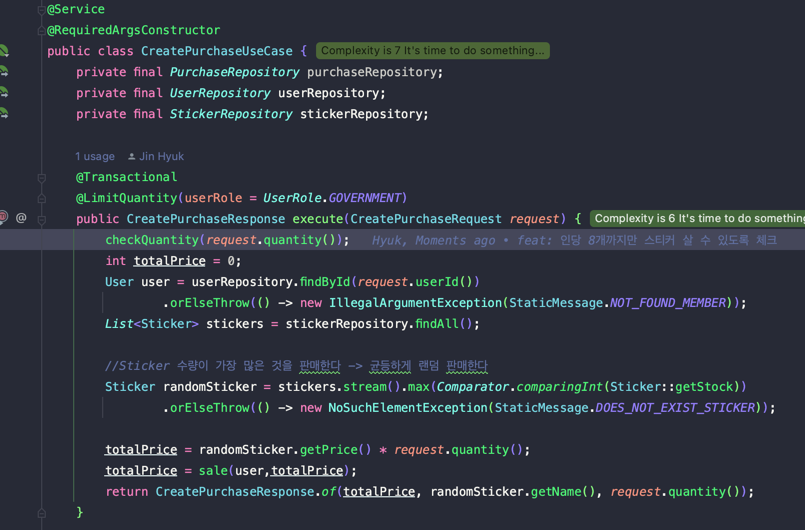 @Service
@RequiredArgsConstructor
public class CreatePurchaseUseCase { Complexity is 7 It's time to do something...
private final PurchaseRepository purchaseRepository;
private final UserRepository userRepository;
private final StickerRepository stickerRepository;
1 usage Jin Hyuk
@Transactional
@LimitQuantity(userRole = UserRole.GOVERNMENT)
@ public CreatePurchaseResponse execute(CreatePurchaseRequest request) { Complexity is 6 It's time to do something
checkQuantity(request.quantity()); Hyuk, Moments ago • feat: 인당 8개까지만 스티커 살 수 있도록 체크
int totalPrice = 0;
User user = userRepository.findById(request.userId())
.orElseThrow(() -> new IllegalArgumentException(StaticMessage.NOT_FOUND_MEMBER));
List<Sticker> stickers = stickerRepository.findAll();
//Sticker 수량이 가장 많은 것을 판매한다 -> 균등하게 랜덤 판매한다
Sticker randomSticker = stickers.stream().max(Comparator.comparingInt(Sticker::getStock))
.orElseThrow(() -> new NoSuchElementException(StaticMessage.DOES_NOT_EXIST_STICKER));
totalPrice = randomSticker.getPrice() * request.quantity();
totalPrice = sale(user,totalPrice);
return CreatePurchaseResponse.of(totalPrice, randomSticker.getName(), request.quantity());
}